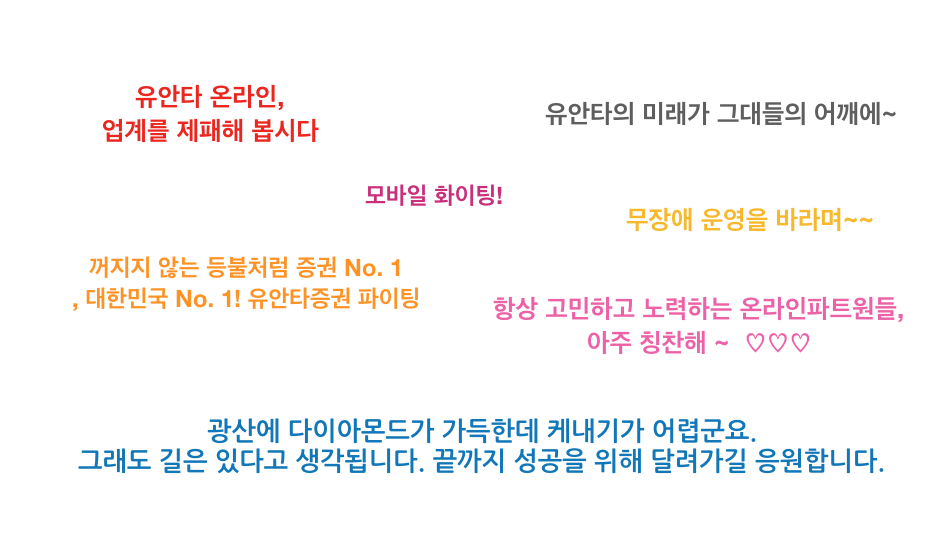 유안타 온라인,
업계를 제패해 봅시다
유안타의 미래가 그대들의 어깨에~
모바일 화이팅!
무장애 운영을 바라며~~
꺼지지 않는 등불처럼 증권 No. 1
, 대한민국 No. 1! 유안타증권 파이팅
항상 고민하고 노력하는 온라인파트원들,
아주 칭찬해 ~ ♡♡♡
광산에 다이아몬드가 가득한데 케내기가 어렵군요.
그래도 길은 있다고 생각됩니다. 끝까지 성공을 위해 달려가길 응원합니다.